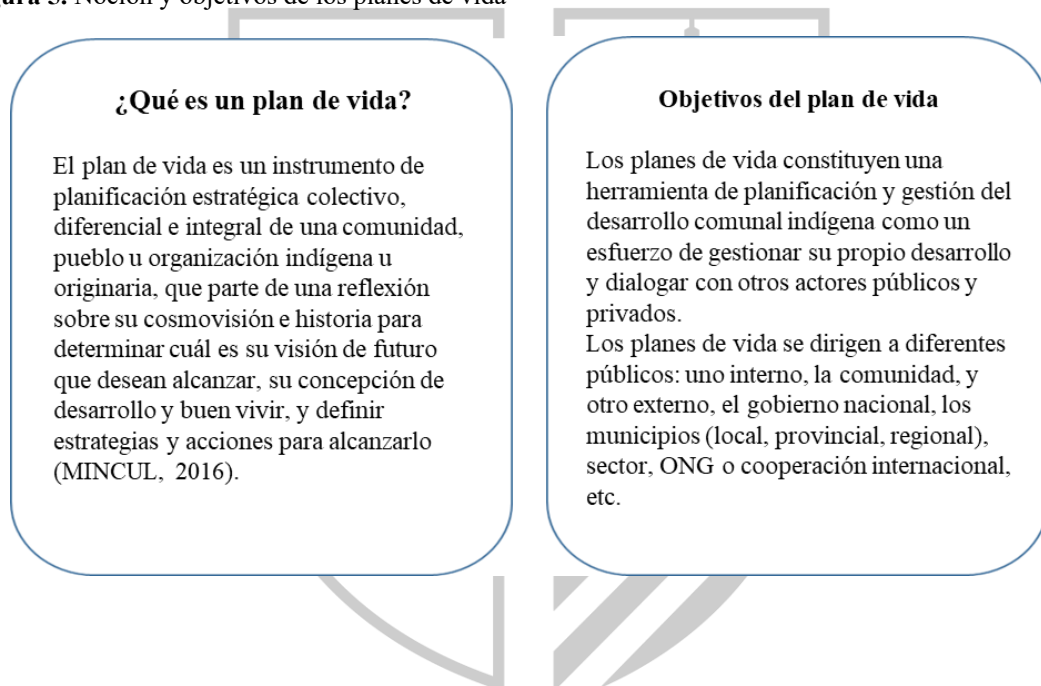 ura 3. Noción y objetivos de los planes de vida
¿Qué es un plan de vida?
El plan de vida es un instrumento de
planificación estratégica colectivo,
diferencial e integral de una comunidad,
pueblo u organización indígena u
originaria, que parte de una reflexión
sobre su cosmovisión e historia para
determinar cuál es su visión de futuro
que desean alcanzar, su concepción de
desarrollo y buen vivir, y definir
estrategias y acciones para alcanzarlo
(MINCUL, 2016).
Objetivos del plan de vida
Los planes de vida constituyen una
herramienta de planificación y gestión del
desarrollo comunal indígena como un
esfuerzo de gestionar su propio desarrollo
y dialogar con otros actores públicos y
privados.
Los planes de vida se dirigen a diferentes
públicos: uno interno, la comunidad, y
otro externo, el gobierno nacional, los
municipios (local, provincial, regional),
sector, ONG o cooperación internacional,
etc.